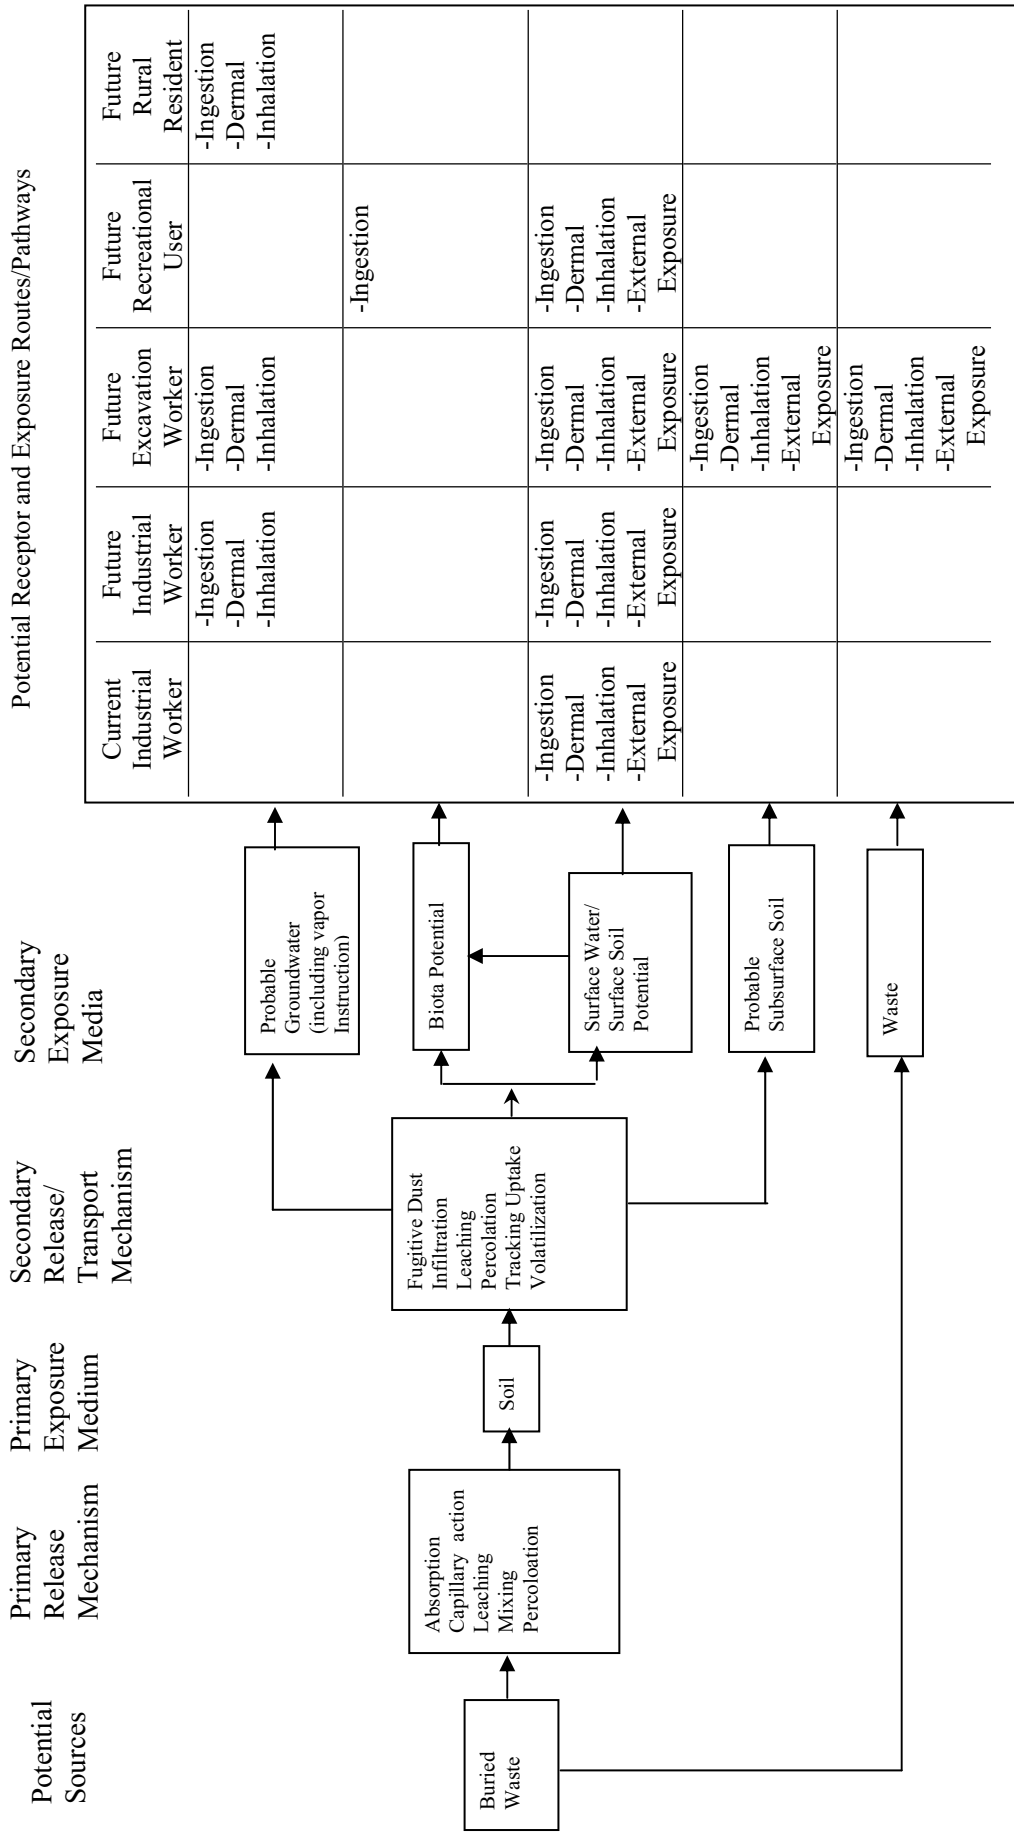 Potential
Sources
Primary
Release
Mechanism
Primary
Exposure
Medium
Secondary
Release/
Transport
Mechanism
Secondary
Exposure
Media
Potential Receptor and Exposure Routes/Pathways
Buried
Waste
Absorption
Capillary action
Leaching
Mixing
Percoloation
Soil
Fugitive Dust
Infiltration
Leaching
Percolation
Tracking Uptake
Volatilization
Probable
Groundwater
(including vapor
Instruction)
Biota Potential
Surface Water/
Surface Soil
Potential
Probable
Subsurface Soil
Waste
Current
Industrial
Worker
Future
Industrial
Worker
Future
Excavation
Worker
Future
Recreational
User
Future
Rural
Resident
-Ingestion
-Dermal
-Inhalation
-Ingestion
-Dermal
-Inhalation
-Ingestion
-Dermal
-Inhalation
-Ingestion
-Ingestion
-Dermal
-Inhalation
-External
Exposure
-Ingestion
-Dermal
-Inhalation
-External
Exposure
-Ingestion
-Dermal
-Inhalation
-External
Exposure
-Ingestion
-Dermal
-Inhalation
-External
Exposure
-Ingestion
-Dermal
-Inhalation
-External
Exposure
-Ingestion
-Dermal
-Inhalation
-External
Exposure